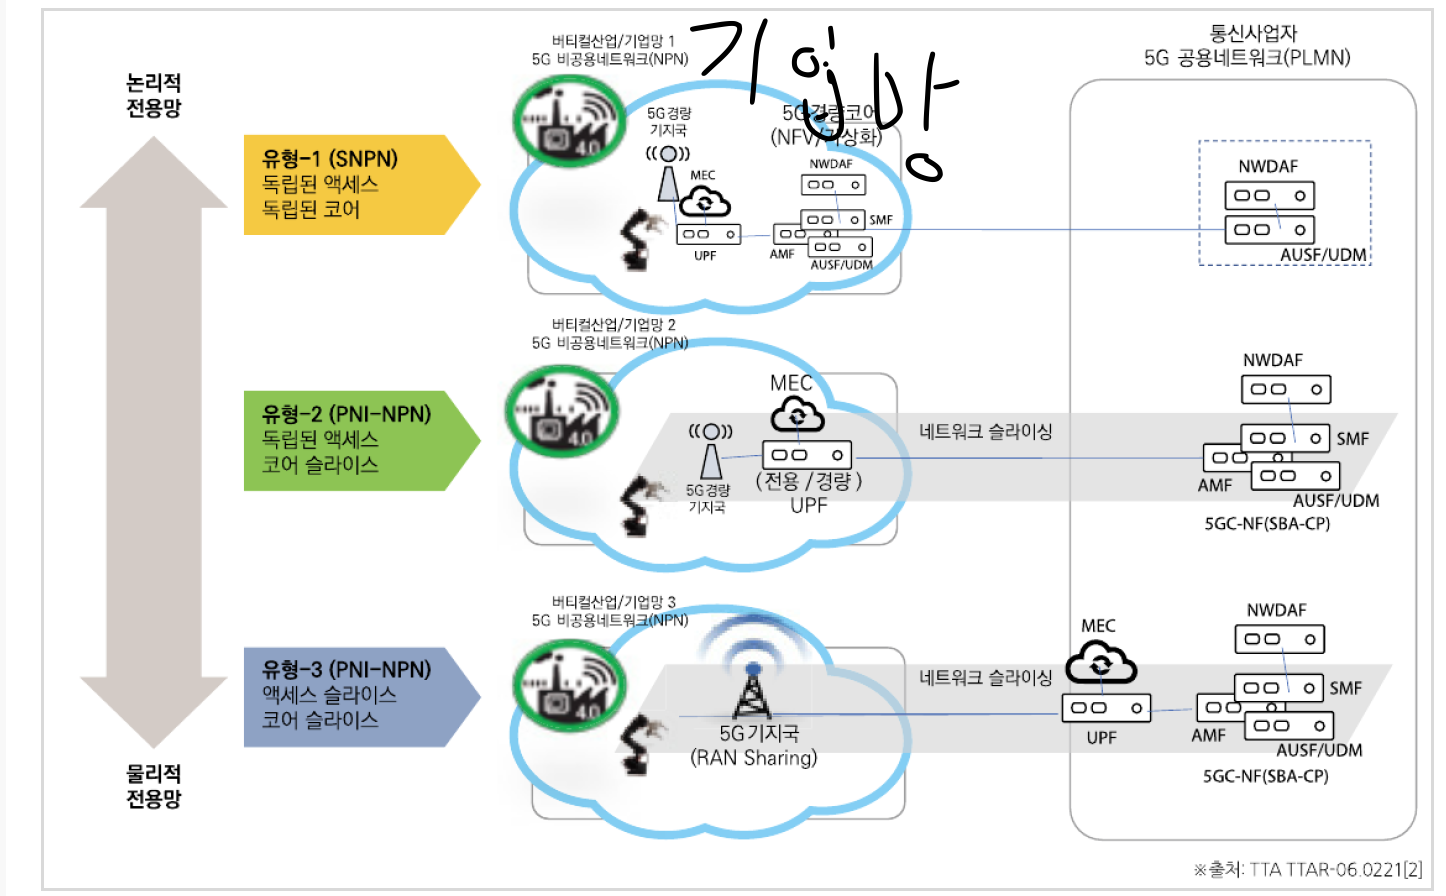 버티컬산업/기업망 1
5G 비공용네트워크(NPN)
기업망
통신사업자
5G 공용네트워크(PLMN)
논리적
전용망
유형-1 (SNPN)
독립된 액세스
독립된 코어
4.0
5G경량
기지국
MEC
UPF
5G경량코어
(NFV/가상화)
NWDAF
SMF
AMF
AUSF/UDM
NWDAF
AUSF/UDM
버티컬산업/기업망 2
5G 비공용네트워크(NPN)
유형-2 (PNI-NPN)
독립된 액세스
코어 슬라이스
4.0
5G경량
기지국
MEC
(전용/경량)
UPF
네트워크 슬라이싱
NWDAF
SMF
AMF
AUSF/UDM
5GC-NF(SBA-CP)
버티컬산업/기업망 3
5G 비공용네트워크(NPN)
유형-3 (PNI-NPN)
액세스 슬라이스
코어 슬라이스
4.0
5G기지국
(RAN Sharing)
네트워크 슬라이싱
MEC
UPF
NWDAF
SMF
AMF
AUSF/UDM
5GC-NF(SBA-CP)
물리적
전용망
※출처: TTA TTAR-06.0221[2]